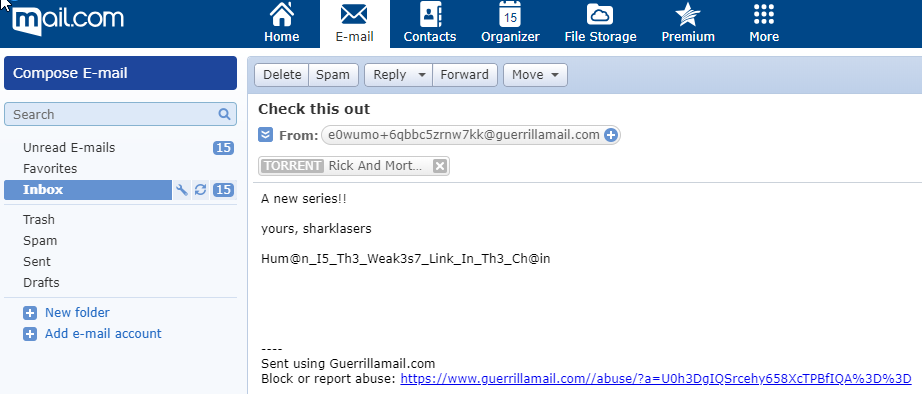 mail.com
Home E-mail Contacts 15 Organizer File Storage Premium More
Compose E-mail
Delete Spam Reply Forward Move
Search
Check this out
From: e0wumo+6qbbc5zrnw7kk@guerrillamail.com
Unread E-mails 15
Favorites
TORRENT Rick And Mort...
Inbox 15
A new series!!
Trash
yours, sharklasers
Spam
Sent
Hum@n_I5_Th3_Weak3s7_Link_In_Th3_Ch@in
Drafts
New folder
Add e-mail account
----
Sent using Guerrillamail.com
Block or report abuse: https://www.guerrillamail.com//abuse/?a=U0h3DgIQSrcehy658XcTPBfIQA%3D%3D